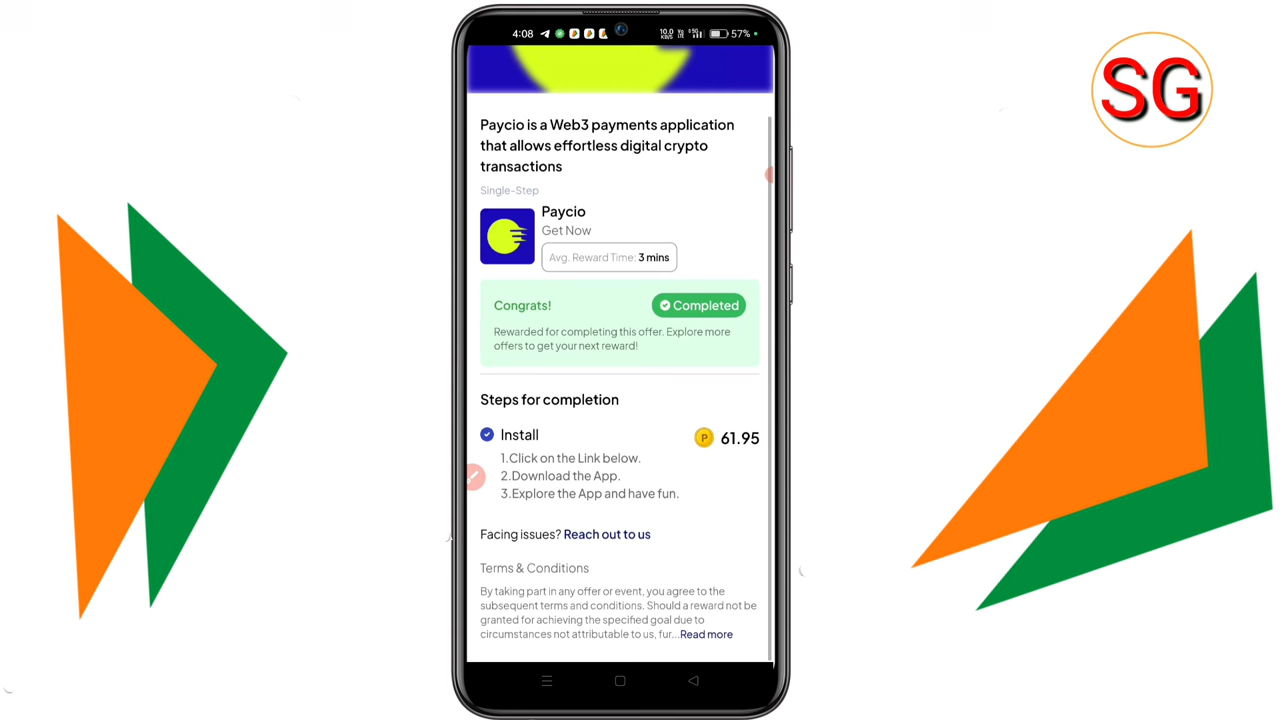 4:08
10.0 KB/S
57%
SG
Paycio is a Web3 payments application
that allows effortless digital crypto
transactions
Single-Step
Paycio
Get Now
Avg. Reward Time: 3 mins
Congrats!
Completed
Rewarded for completing this offer. Explore more
offers to get your next reward!
Steps for completion
Install
P 61.95
1.Click on the Link below.
2.Download the App.
3.Explore the App and have fun.
Facing issues? Reach out to us
Terms & Conditions
By taking part in any offer or event, you agree to the
subsequent terms and conditions. Should a reward not be
granted for achieving the specified goal due to
circumstances not attributable to us, fur...Read more